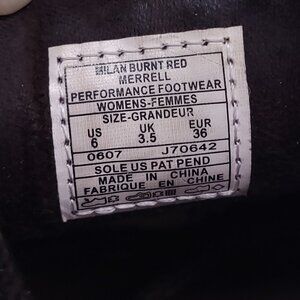 MILAN BURNT RED
MERRELL
PERFORMANCE FOOTWEAR
WOMENS-FEMMES
SIZE-GRANDEUR
US UK EUR
6 3.5 36
0607 J70642
SOLE US PAT PEND
MADE IN CHINA
FABRIQUE EN CHINE